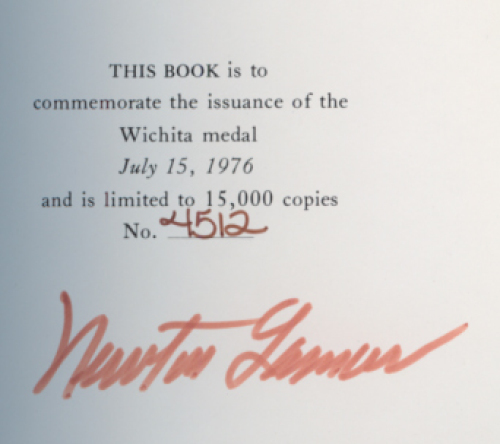 THIS BOOK is to
commemorate the issuance of the
Wichita medal
July 15, 1976
and is limited to 15,000 copies
No. 4512
Newton